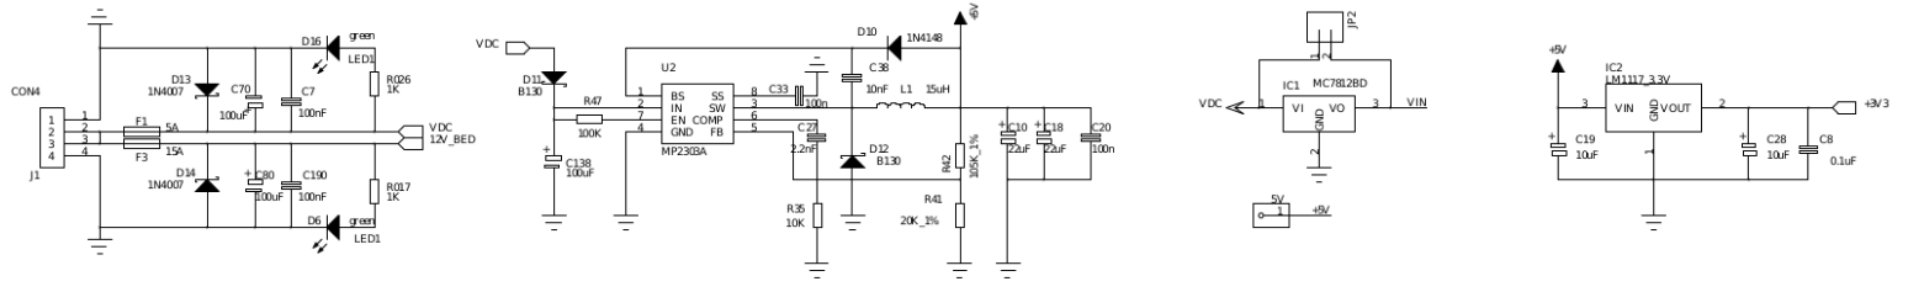 CON4
1
2
3
4
1
2
3
4
J1
F1
5A
F3
15A
D13
1N4007
C70
100uF
C7
100nF
D16
green
LED1
R026
1K
VDC
12V_BED
D14
1N4007
+
C80
100uF
C190
100nF
R017
1K
D6
green
LED1
VDC
D11
B130
R47
100K
+
C138
100uF
U2
1
2
7
4
BS
IN
EN
GND
SS
SW
COMP
FB
8
3
6
5
MP2303A
C33
100n
C27
2.2nF
R35
10K
D10
1N4148
C38
10nF
L1
15uH
D12
B130
+5V
R42
105K_1%
R41
20K_1%
+
C10
22uF
+
C18
22uF
C20
100n
JP2
1
2
IC1
MC7812BD
VDC
1
VI
VO
GND
3
VIN
2
5V
1
+5V
+5V
IC2
LM1117_3.3V
3
VIN
GND
VOUT
2
1
+3V3
+
C19
10uF
+
C28
10uF
C8
0.1uF